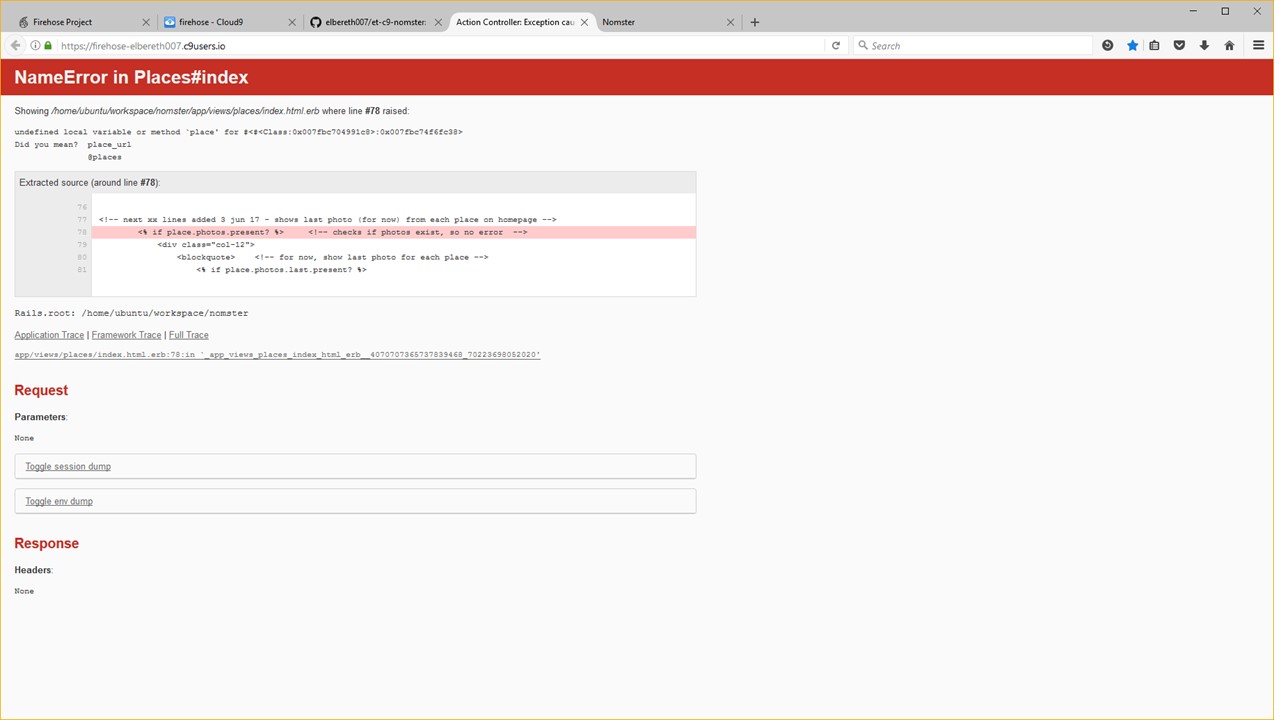 Firehose Project
firehose - Cloud9
elbereth007/et-c9-nomster:
Action Controller: Exception cau
Nomster
https://firehose-elbereth007.c9users.io
Search
NameError in Places#index
Showing /home/ubuntu/workspace/nomster/app/views/places/index.html.erb where line #78 raised:
undefined local variable or method `place' for #<#<Class:0x007fbc704991c8>:0x007fbc74f6fc38>
Did you mean?  place_url
@places
Extracted source (around line #78):
76
77 <!-- next xx lines added 3 jun 17 - shows last photo (for now) from each place on homepage -->
78 <% if place.photos.present? %>     <!-- checks if photos exist, so no error  -->
79 <div class="col-12">
80 <blockquote>    <!-- for now, show last photo for each place -->
81 <% if place.photos.last.present? %>
Rails.root: /home/ubuntu/workspace/nomster
Application Trace | Framework Trace | Full Trace
app/views/places/index.html.erb:78:in `_app_views_places_index_html_erb__4070707365737839468_70223698052020'
Request
Parameters:
None
Toggle session dump
Toggle env dump
Response
Headers:
None